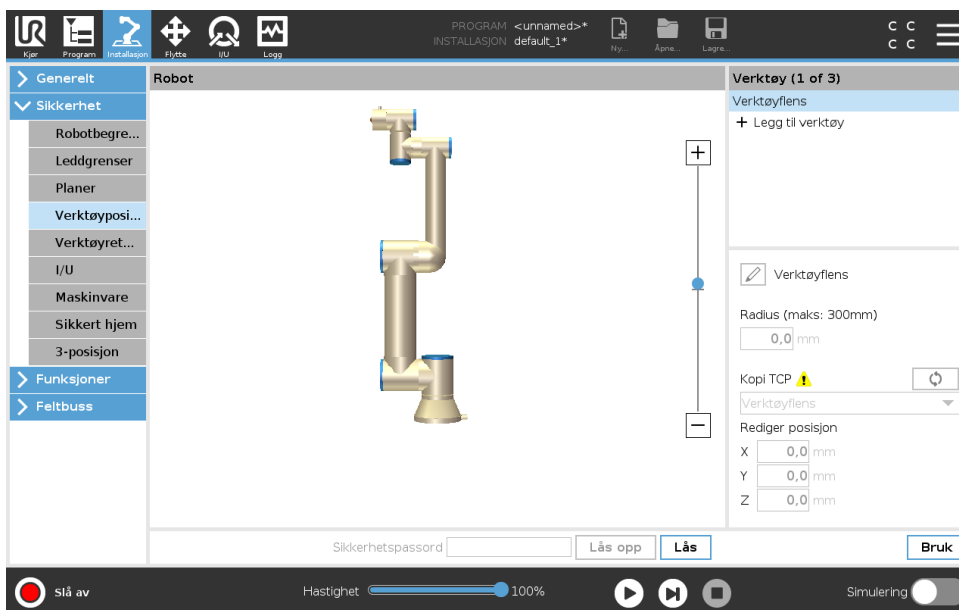 PROGRAM <unnamed>*
INSTALLASJON default_1*
Kjør Program Installasjon Flytte I/U Logg
Ny... Åpne... Lagre...
C C
C C
Generelt
Sikkerhet
Robotbegre...
Leddgrenser
Planer
Verktøyposi...
Verktøyret...
I/U
Maskinvare
Sikkert hjem
3-posisjon
Funksjoner
Feltbuss
Robot
Verktøy (1 of 3)
Verktøyflens
+ Legg til verktøy
Verktøyflens
Radius (maks: 300mm)
0,0 mm
Kopi TCP
Verktøyflens
Rediger posisjon
X 0,0 mm
Y 0,0 mm
Z 0,0 mm
Sikkerhetspassord Lås opp Lås Bruk
Slå av Hastighet 100% Simulering